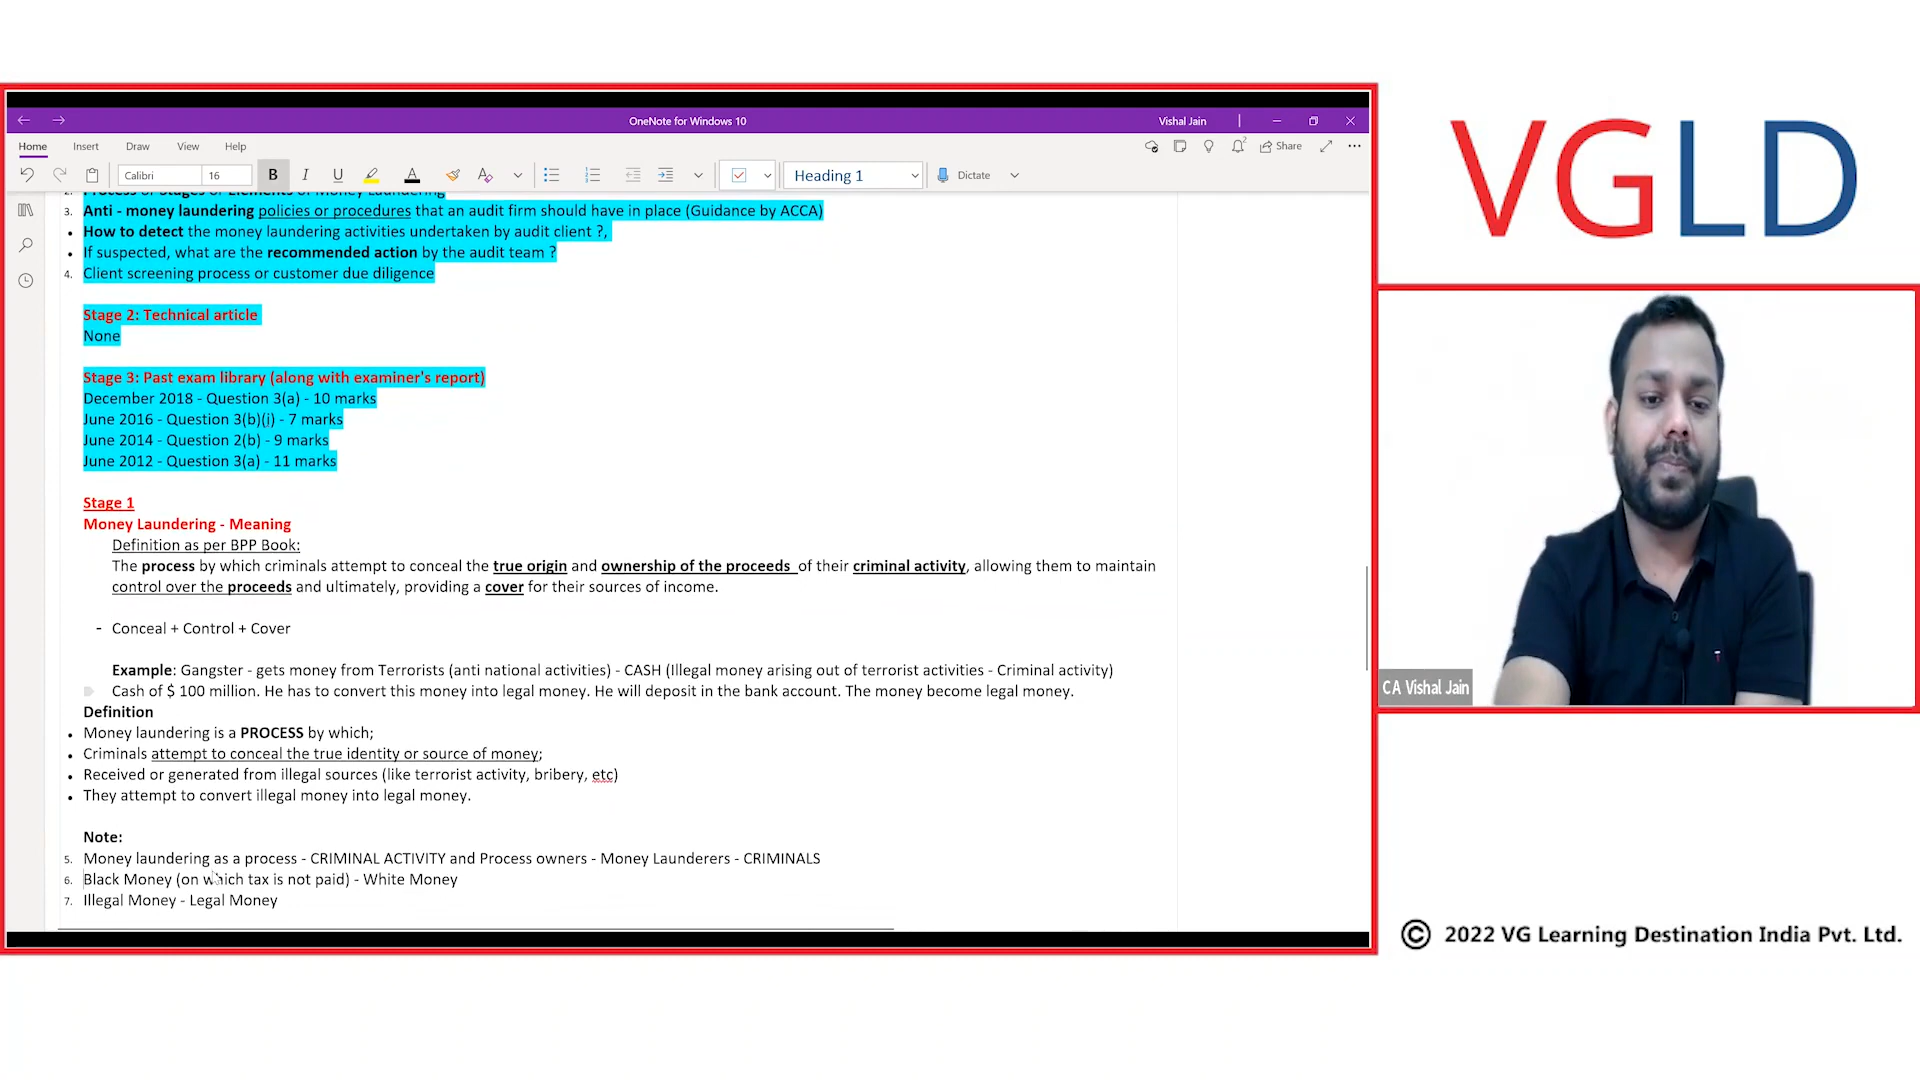 OneNote for Windows 10
Vishal Jain
Home Insert Draw View Help
Share
Calibri 16 B I U A Heading 1 Dictate
2. Process or Stages or Elements of Money Laundering
3. Anti - money laundering policies or procedures that an audit firm should have in place (Guidance by ACCA)
• How to detect the money laundering activities undertaken by audit client ?,
• If suspected, what are the recommended action by the audit team ?
4. Client screening process or customer due diligence
Stage 2: Technical article
None
Stage 3: Past exam library (along with examiner's report)
December 2018 - Question 3(a) - 10 marks
June 2016 - Question 3(b)(i) - 7 marks
June 2014 - Question 2(b) - 9 marks
June 2012 - Question 3(a) - 11 marks
Stage 1
Money Laundering - Meaning
Definition as per BPP Book:
The process by which criminals attempt to conceal the true origin and ownership of the proceeds of their criminal activity, allowing them to maintain
control over the proceeds and ultimately, providing a cover for their sources of income.
- Conceal + Control + Cover
Example: Gangster - gets money from Terrorists (anti national activities) - CASH (Illegal money arising out of terrorist activities - Criminal activity)
Cash of $ 100 million. He has to convert this money into legal money. He will deposit in the bank account. The money become legal money.
Definition
• Money laundering is a PROCESS by which;
• Criminals attempt to conceal the true identity or source of money;
• Received or generated from illegal sources (like terrorist activity, bribery, etc)
• They attempt to convert illegal money into legal money.
Note:
5. Money laundering as a process - CRIMINAL ACTIVITY and Process owners - Money Launderers - CRIMINALS
6. Black Money (on which tax is not paid) - White Money
7. Illegal Money - Legal Money
VGLD
CA Vishal Jain
© 2022 VG Learning Destination India Pvt. Ltd.